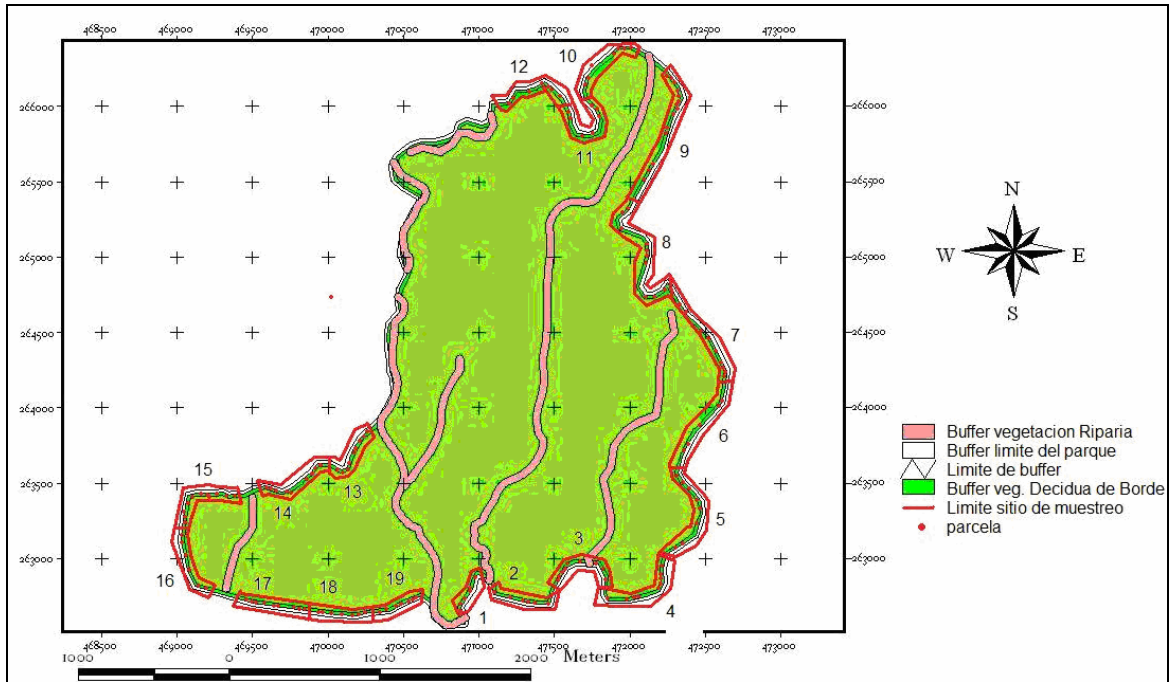 468500 469000 469500 470000 470500 471000 471500 472000 472500 473000
10
12
266000 266000
11
9
265500 265500
N
8
W E
265000 265000
S
264500 264500
7
264000 264000
6
Buffer vegetacion Riparia
Buffer limite del parque
Limite de buffer
Buffer veg. Decidua de Borde
Limite sitio de muestreo
parcela
15
263500 263500
14 13
5
3
263000 263000
16 17 18 19
2
1
4
468500 469000 469500 470000 470500 471000 471500 472000 472500 473000
1000 0 1000 2000 Meters